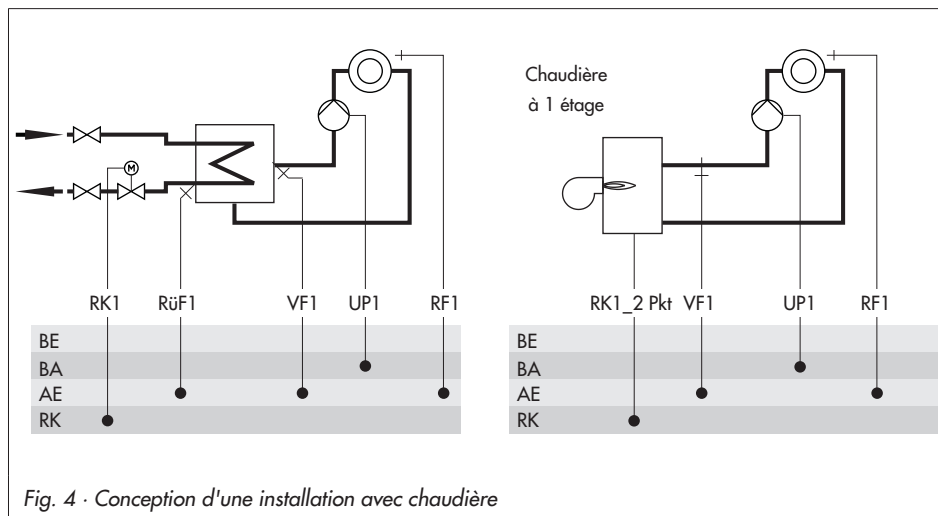 Chaudière
à 1 étage
M
RK1 RüF1 VF1 UP1 RF1
BE
BA
AE
RK
RK1_2 Pkt VF1 UP1 RF1
BE
BA
AE
RK
Fig. 4 · Conception d'une installation avec chaudière